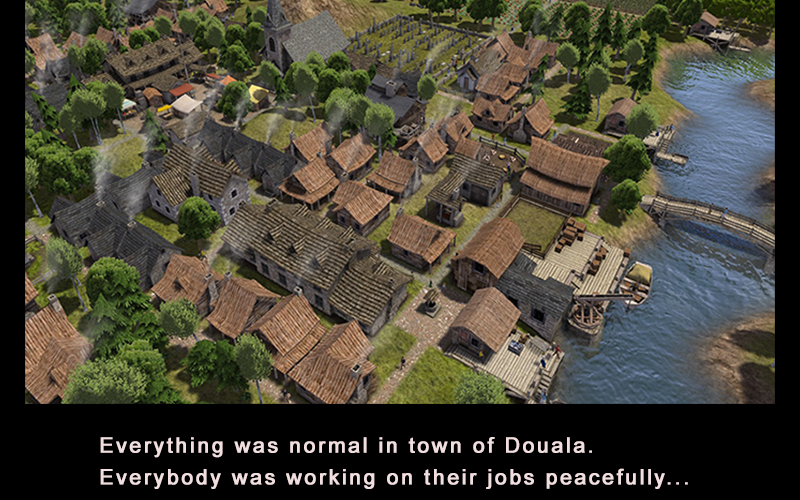 Everything was normal in town of Douala.
Everybody was working on their jobs peacefully...